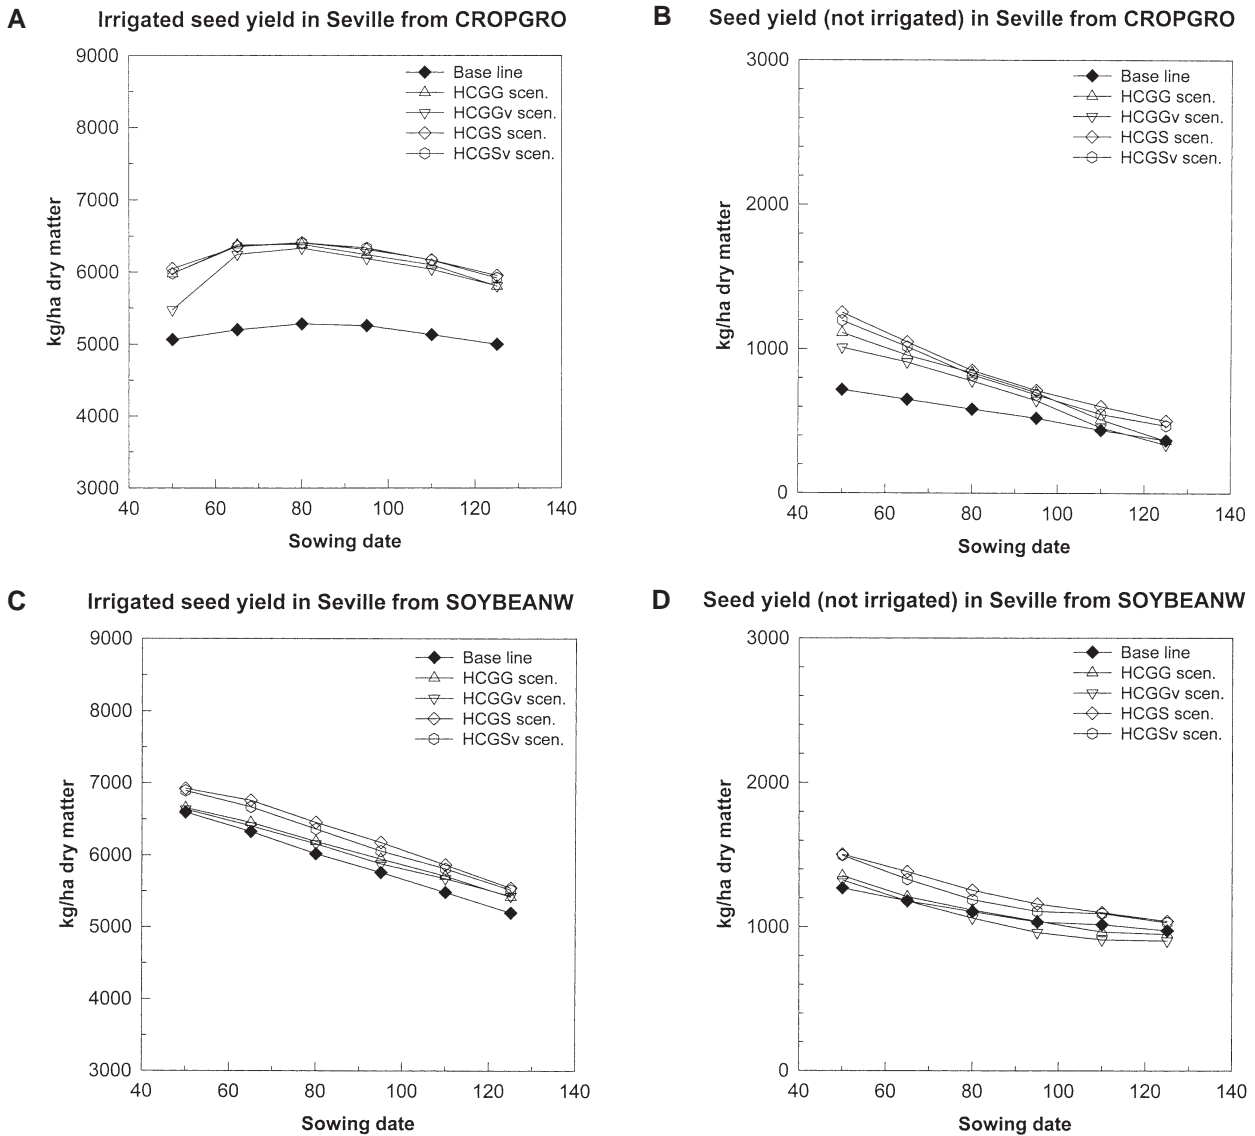 A
Irrigated seed yield in Seville from CROPGRO
9000
8000
7000
6000
5000
4000
3000
kg/ha dry matter
Base line
HCGG scen.
HCGGv scen.
HCGS scen.
HCGSv scen.
40 60 80 100 120 140
Sowing date
B
Seed yield (not irrigated) in Seville from CROPGRO
3000
2000
1000
0
kg/ha dry matter
Base line
HCGG scen.
HCGGv scen.
HCGS scen.
HCGSv scen.
40 60 80 100 120 140
Sowing date
C
Irrigated seed yield in Seville from SOYBEANW
9000
8000
7000
6000
5000
4000
3000
kg/ha dry matter
Base line
HCGG scen.
HCGGv scen.
HCGS scen.
HCGSv scen.
40 60 80 100 120 140
Sowing date
D
Seed yield (not irrigated) in Seville from SOYBEANW
3000
2000
1000
0
kg/ha dry matter
Base line
HCGG scen.
HCGGv scen.
HCGS scen.
HCGSv scen.
40 60 80 100 120 140
Sowing date